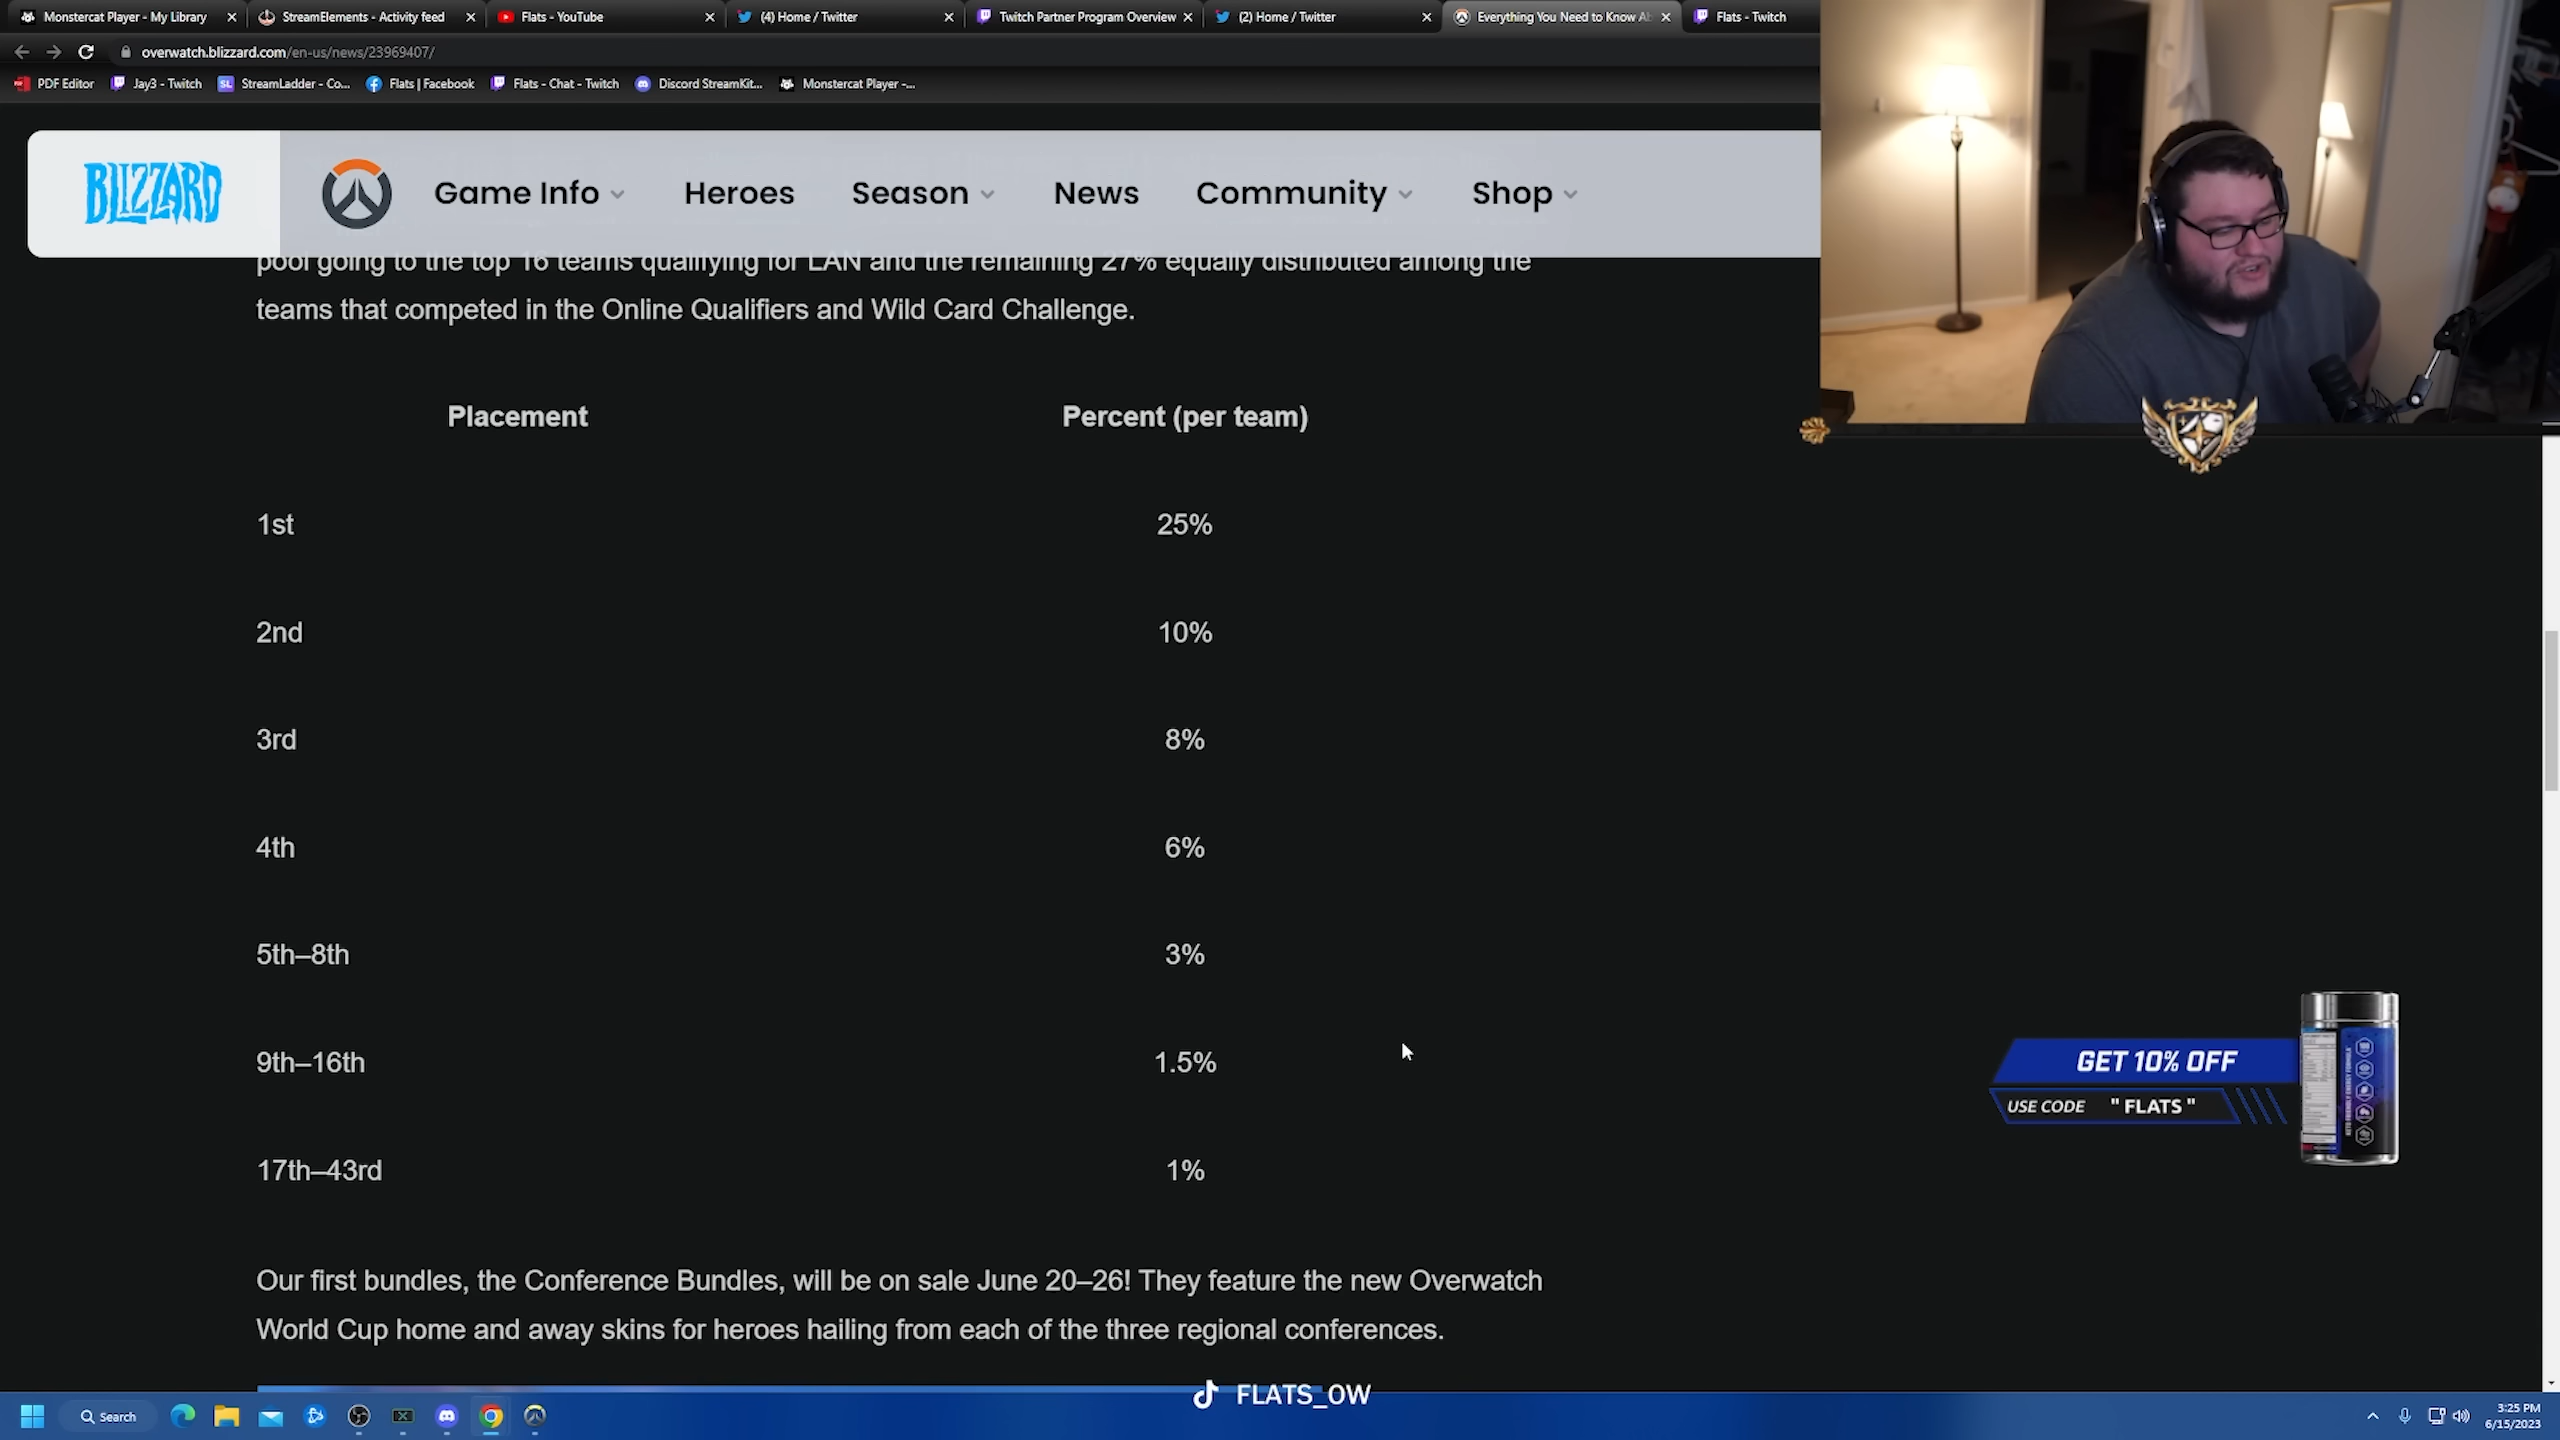 Monstercat Player - My Library
StreamElements - Activity feed
Flats - YouTube
(4) Home / Twitter
Twitch Partner Program Overview
(2) Home / Twitter
Everything You Need to Know Ab
Flats - Twitch
overwatch.blizzard.com/en-us/news/23969407/
PDF Editor
Jay3 - Twitch
StreamLadder - Co...
Flats | Facebook
Flats - Chat - Twitch
Discord StreamKit...
Monstercat Player -...
BLIZZARD
Game Info
Heroes
Season
News
Community
Shop
pool going to the top 16 teams qualifying for LAN and the remaining 27% equally distributed among the
teams that competed in the Online Qualifiers and Wild Card Challenge.
Placement Percent (per team)
1st 25%
2nd 10%
3rd 8%
4th 6%
5th–8th 3%
9th–16th 1.5%
17th–43rd 1%
GET 10% OFF
USE CODE " FLATS "
Our first bundles, the Conference Bundles, will be on sale June 20–26! They feature the new Overwatch
World Cup home and away skins for heroes hailing from each of the three regional conferences.
FLATS_OW
Search
3:25 PM
6/15/2023